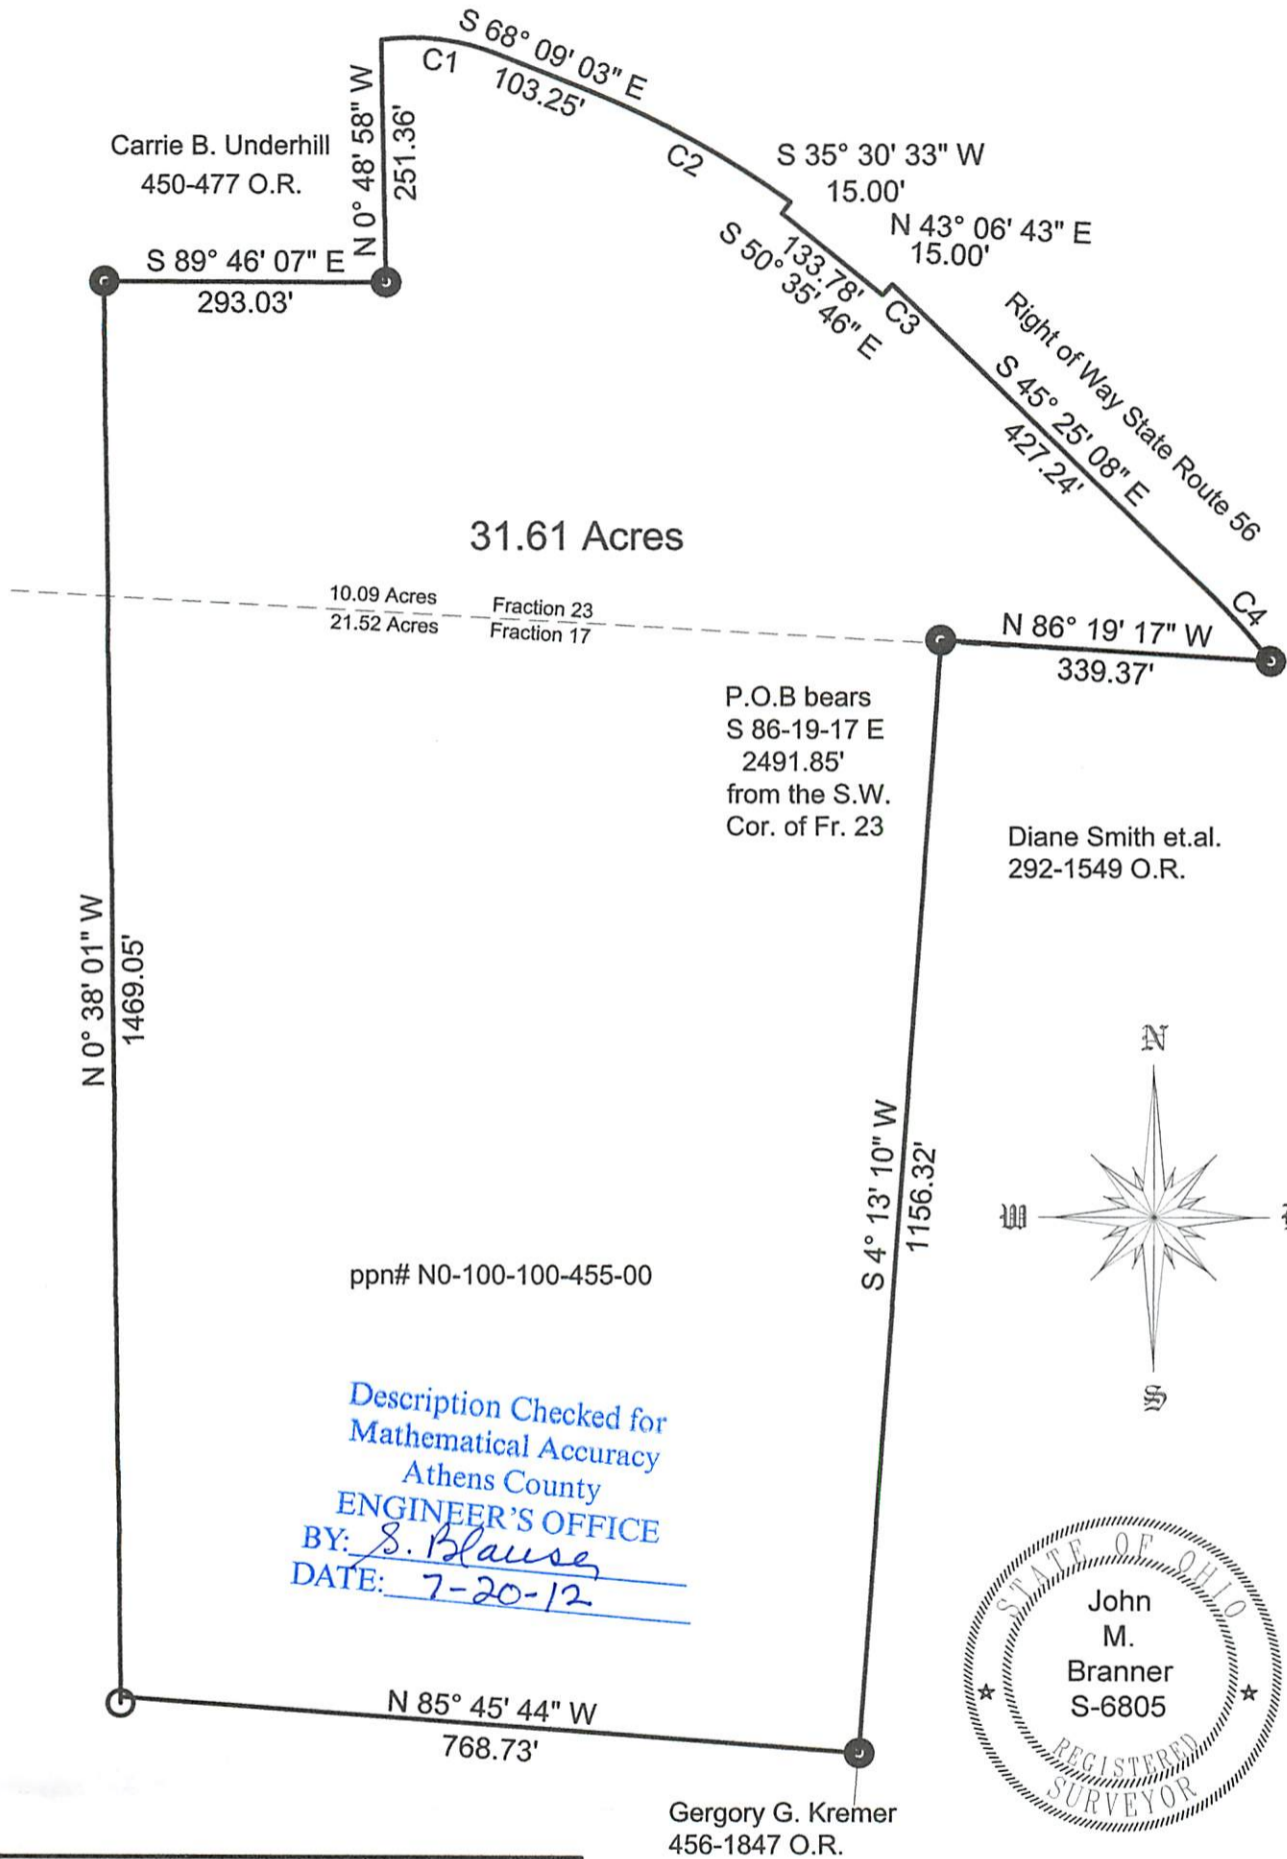 S 68° 09' 03" E
103.25'
C1
N 0° 48' 58" W
251.36'
Carrie B. Underhill
450-477 O.R.
C2
S 35° 30' 33" W
15.00'
N 43° 06' 43" E
15.00'
S 89° 46' 07" E
293.03'
133.78'
S 50° 35' 46" E
C3
Right of Way State Route 56
S 45° 25' 08" E
427.24'
31.61 Acres
10.09 Acres Fraction 23
21.52 Acres Fraction 17
C4
N 86° 19' 17" W
339.37'
P.O.B bears
S 86-19-17 E
2491.85'
from the S.W.
Cor. of Fr. 23
Diane Smith et.al.
292-1549 O.R.
N 0° 38' 01" W
1469.05'
S 4° 13' 10" W
1156.32'
N
W
S
ppn# N0-100-100-455-00
Description Checked for
Mathematical Accuracy
Athens County
ENGINEER'S OFFICE
BY: S. Blauser
DATE: 7-20-12
STATE OF OHIO
John
M.
Branner
S-6805
REGISTERED
SURVEYOR
N 85° 45' 44" W
768.73'
Gergory G. Kremer
456-1847 O.R.